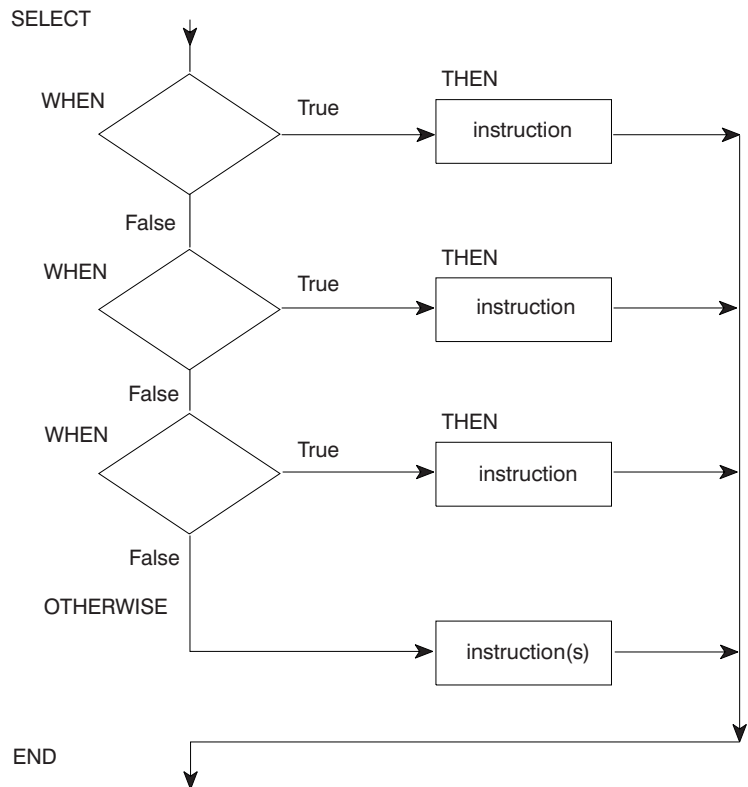 SELECT
WHEN
True
THEN
instruction
False
WHEN
True
THEN
instruction
False
WHEN
True
THEN
instruction
False
OTHERWISE
instruction(s)
END